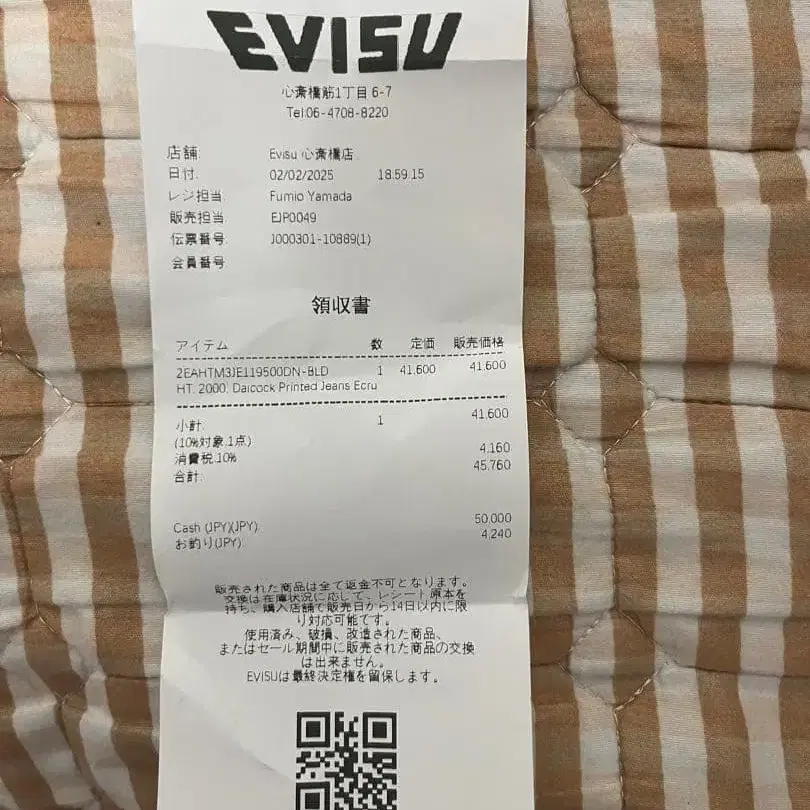 EVISU
心斎橋筋1丁目 6-7
Tel:06-4708-8220
店舗: Evisu 心斎橋店
日付: 02/02/2025 18:59:15
レジ担当: Fumio Yamada
販売担当: EJP0049
伝票番号: J000301-10889(1)
会員番号:
領収書
アイテム 数 定価 販売価格
2EAHTM3JE119500DN-BLD 1 41,600 41,600
HT. 2000, Daicock Printed Jeans Ecru
小計: 1 41,600
(10%対象:1点)
消費税:10% 4,160
合計: 45,760
Cash (JPY)(JPY): 50,000
お釣り(JPY): 4,240
販売された商品は全て返金不可となります。
交換は在庫状況に応じて、レシート原本を
持ち、購入店舗で販売日から14日以内に限
り対応可能です。
使用済み、破損、改造された商品、
またはセール期間中に販売された商品の交換
は出来ません。
EVISUは最終決定権を留保します。